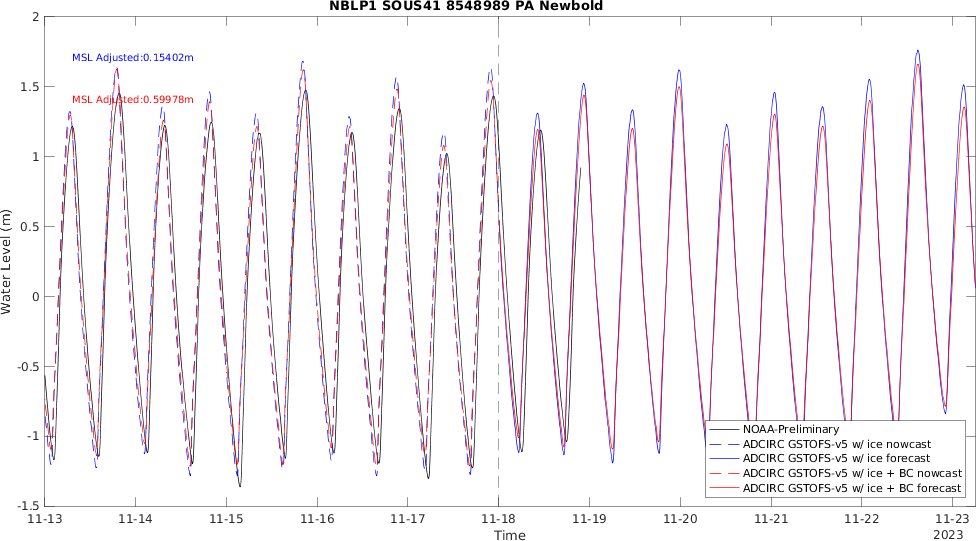 NBLP1 SOUS41 8548989 PA Newbold
MSL Adjusted:0.15402m
MSL Adjusted:0.59978m
Water Level (m)
2
1.5
1
0.5
0
-0.5
-1
-1.5
NOAA-Preliminary
ADCIRC GSTOFS-v5 w/ ice nowcast
ADCIRC GSTOFS-v5 w/ ice forecast
ADCIRC GSTOFS-v5 w/ ice + BC nowcast
ADCIRC GSTOFS-v5 w/ ice + BC forecast
11-13 11-14 11-15 11-16 11-17 11-18 11-19 11-20 11-21 11-22 11-23
Time
2023